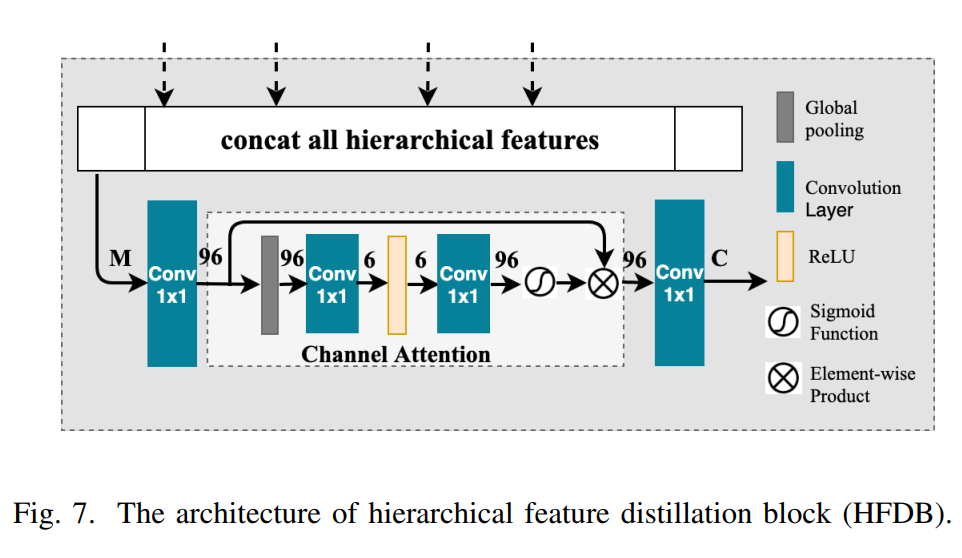 concat all hierarchical features
Global
pooling
Convolution
Layer
ReLU
Sigmoid
Function
Element-wise
Product
M
Conv
1x1
96
96
Conv
1x1
6
6
Conv
1x1
96
96
Conv
1x1
C
Channel Attention
Fig. 7. The architecture of hierarchical feature distillation block (HFDB).